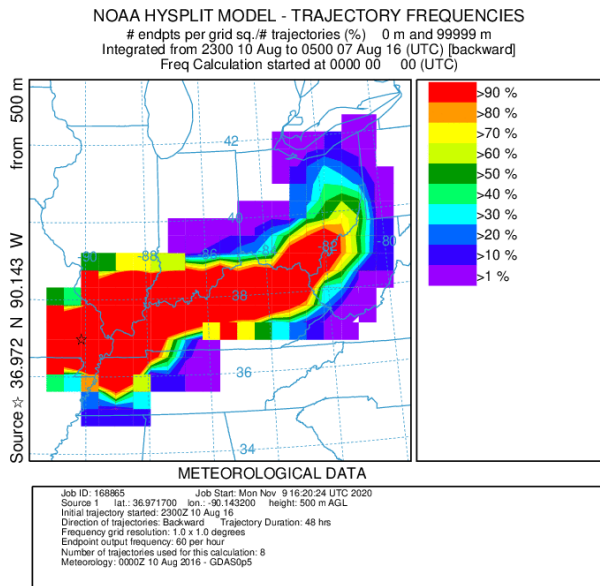 NOAA HYSPLIT MODEL - TRAJECTORY FREQUENCIES
# endpts per grid sq./# trajectories (%) 0 m and 99999 m
Integrated from 2300 10 Aug to 0500 07 Aug 16 (UTC) [backward]
Freq Calculation started at 0000 00 00 (UTC)
Source ☆ 36.972 N 90.143 W from 500 m
42
40
-90
-88
-86
-84
-82
-80
38
36
34
>90 %
>80 %
>70 %
>60 %
>50 %
>40 %
>30 %
>20 %
>10 %
>1 %
METEOROLOGICAL DATA
Job ID: 168865 Job Start: Mon Nov 9 16:20:24 UTC 2020
Source 1 lat.: 36.971700 lon.: -90.143200 height: 500 m AGL
Initial trajectory started: 2300Z 10 Aug 16
Direction of trajectories: Backward Trajectory Duration: 48 hrs
Frequency grid resolution: 1.0 x 1.0 degrees
Endpoint output frequency: 60 per hour
Number of trajectories used for this calculation: 8
Meteorology: 0000Z 10 Aug 2016 - GDAS0p5